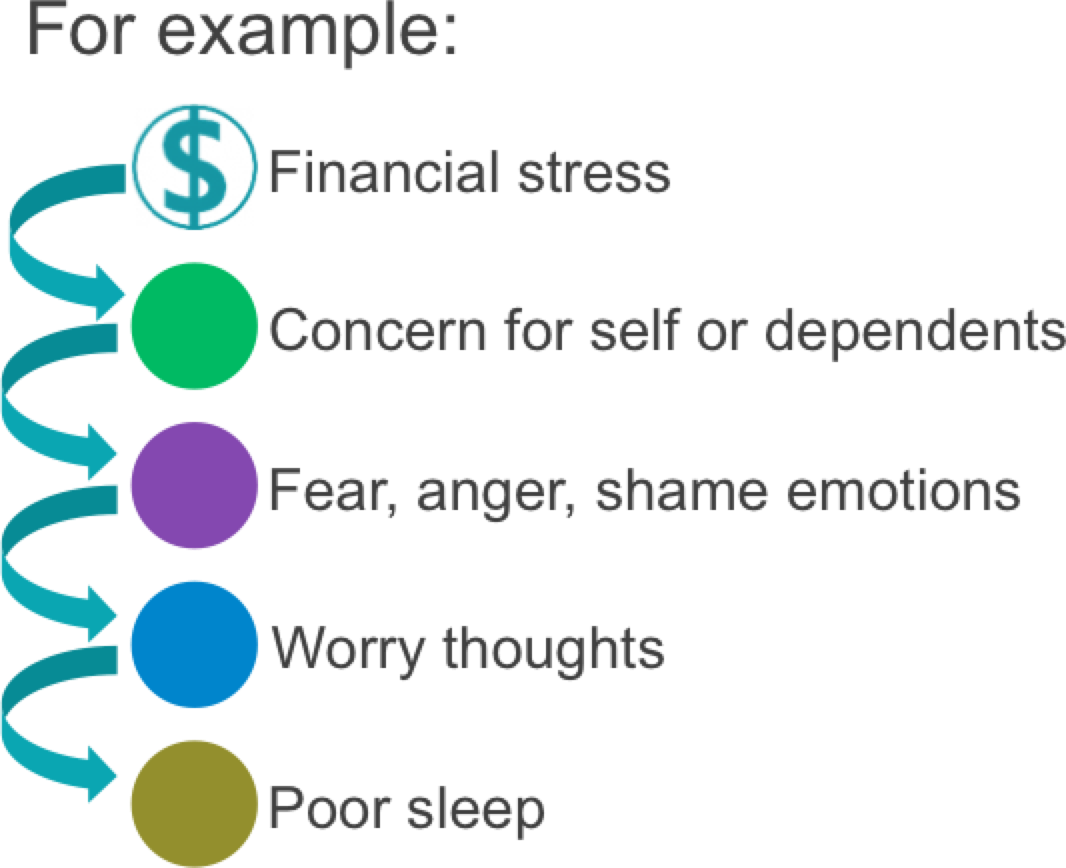 For example:
$ Financial stress
Concern for self or dependents
Fear, anger, shame emotions
Worry thoughts
Poor sleep